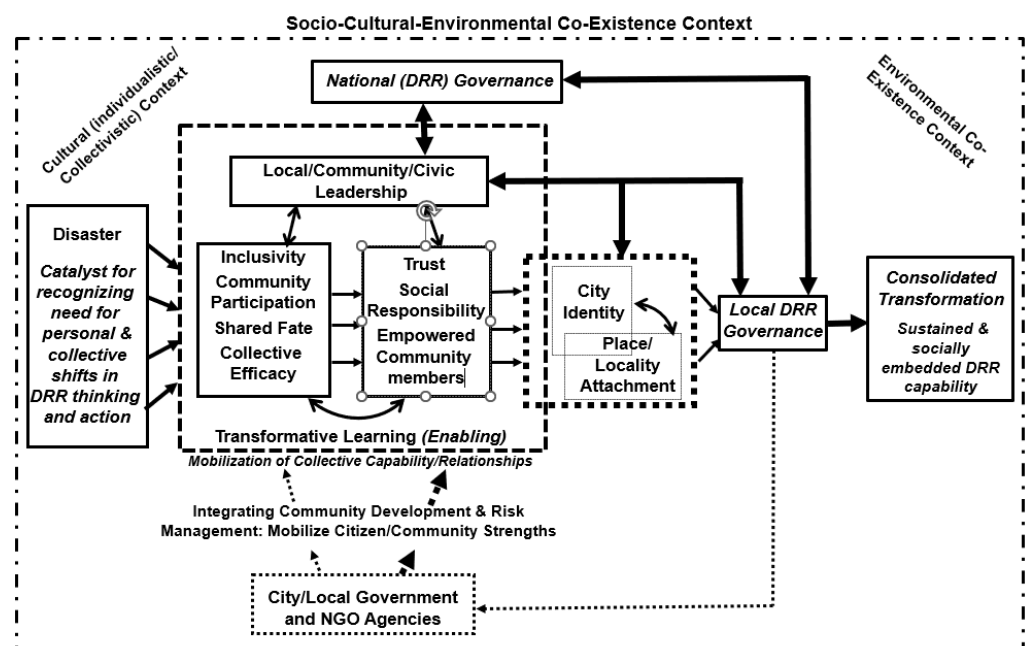 Socio-Cultural-Environmental Co-Existence Context
Cultural (individualistic/
Collectivistic) Context
Environmental Co-
Existence Context
National (DRR) Governance
Local/Community/Civic
Leadership
Disaster
Catalyst for
recognizing
need for
personal &
collective
shifts in
DRR thinking
and action
Inclusivity
Community
Participation
Shared Fate
Collective
Efficacy
Trust
Social
Responsibility
Empowered
Community
members
City
Identity
Place/
Locality
Attachment
Local DRR
Governance
Consolidated
Transformation
Sustained &
socially
embedded DRR
capability
Transformative Learning (Enabling)
Mobilization of Collective Capability/Relationships
Integrating Community Development & Risk
Management: Mobilize Citizen/Community Strengths
City/Local Government
and NGO Agencies